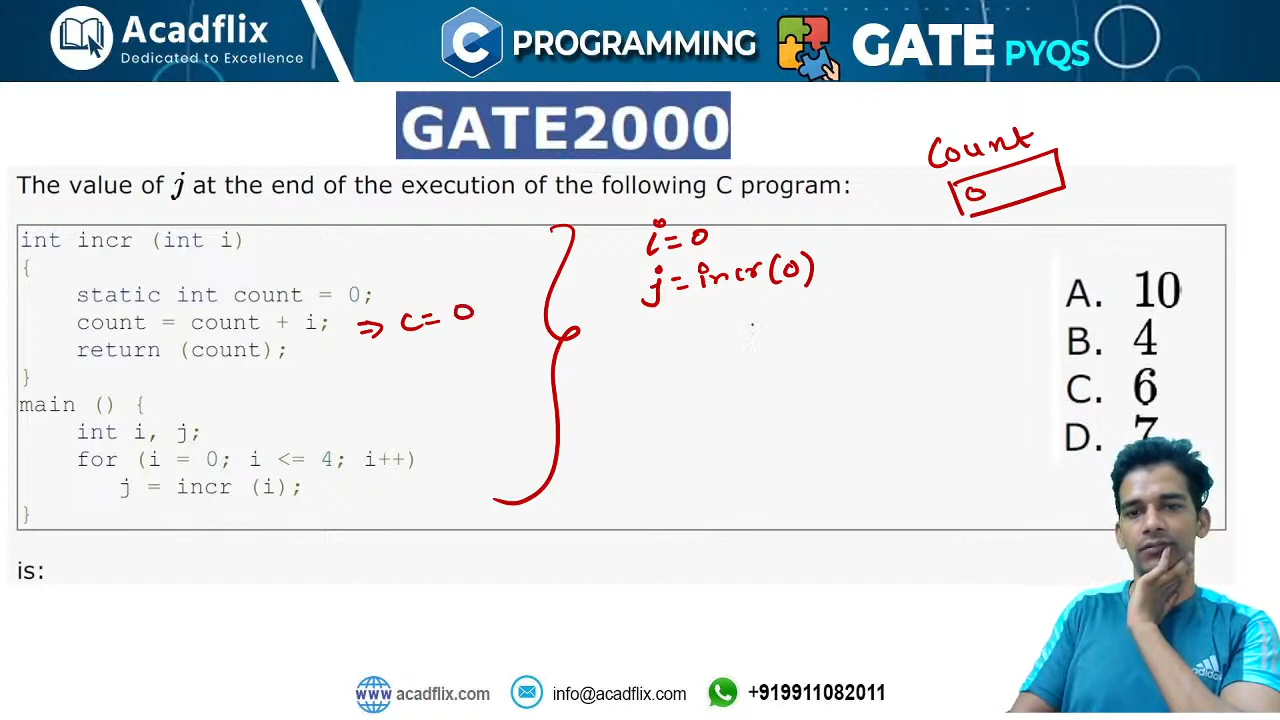 Acadflix
Dedicated to Excellence
C PROGRAMMING
GATE PYQS
GATE2000
Count
0
The value of j at the end of the execution of the following C program:
int incr (int i)
{
static int count = 0;
count = count + i; ⇒ C = 0
return (count);
}
main () {
int i, j;
for (i = 0; i <= 4; i++)
j = incr (i);
}
i = 0
j = incr(0)
A. 10
B. 4
C. 6
D. 7
is:
adidas
www acadflix.com
info@acadflix.com
+919911082011